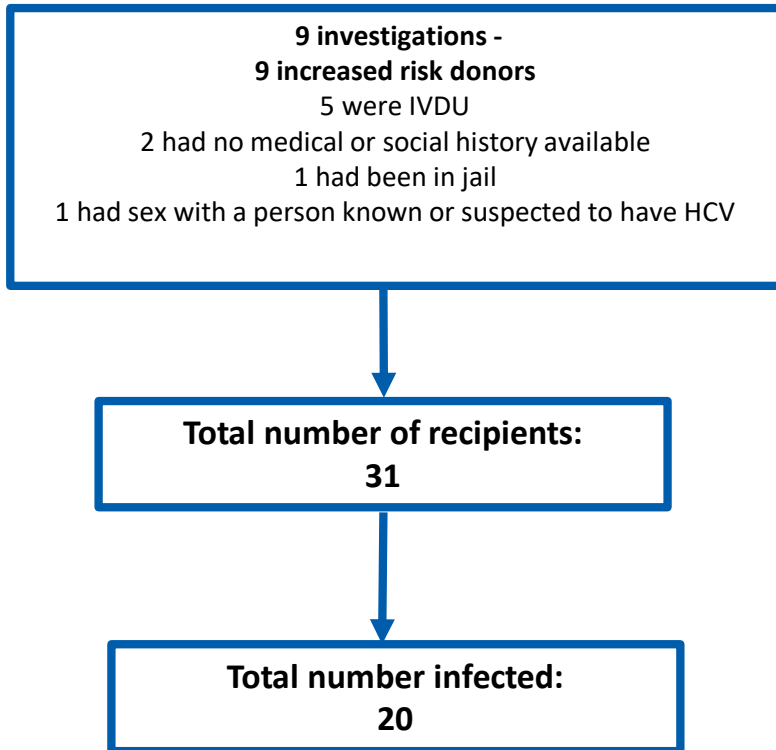 9 investigations -
9 increased risk donors
5 were IVDU
2 had no medical or social history available
1 had been in jail
1 had sex with a person known or suspected to have HCV
Total number of recipients:
31
Total number infected:
20